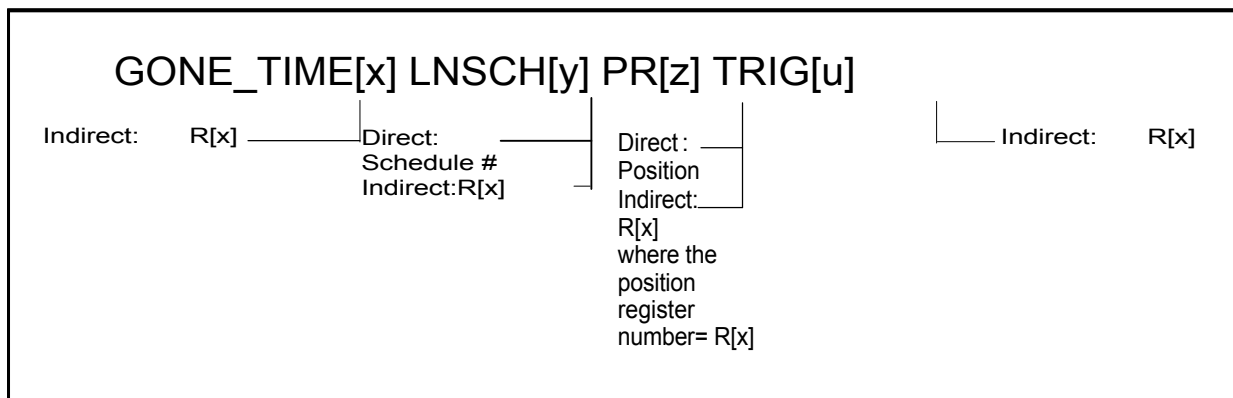 GONE_TIME[x] LNSCH[y] PR[z] TRIG[u]
Indirect: R[x]
Direct:
Schedule #
Indirect:R[x]
Direct :
Position
Indirect:
R[x]
where the
position
register
number= R[x]
Indirect: R[x]